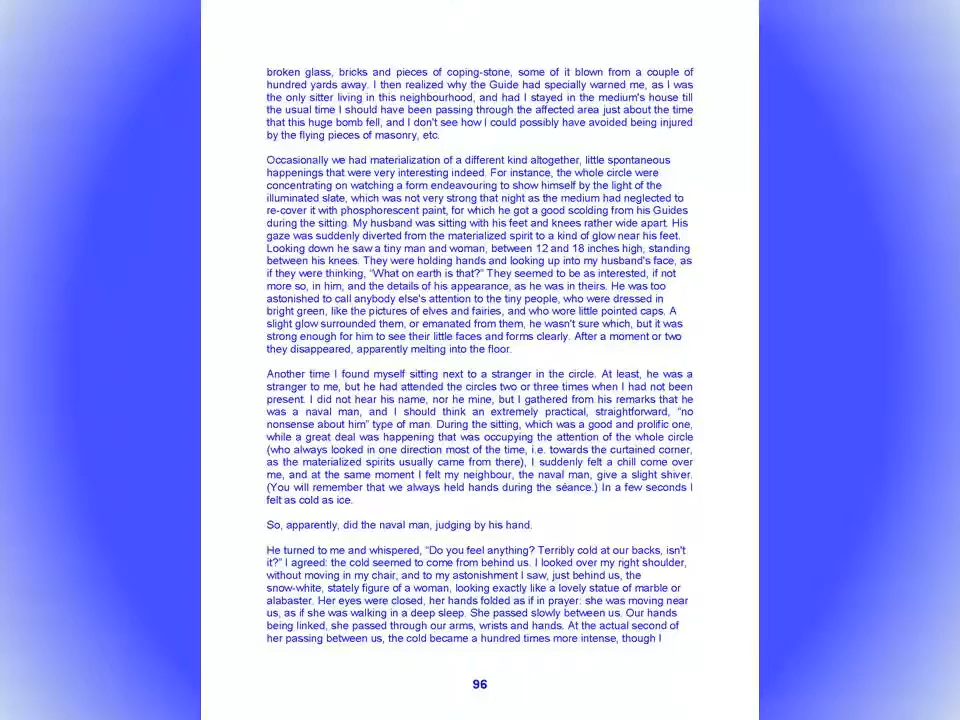 broken glass, bricks and pieces of coping-stone, some of it blown from a couple of
hundred yards away. I then realized why the Guide had specially warned me, as I was
the only sitter living in this neighbourhood, and had I stayed in the medium's house till
the usual time I should have been passing through the affected area just about the time
that this huge bomb fell, and I don't see how I could possibly have avoided being injured
by the flying pieces of masonry, etc.
Occasionally we had materialization of a different kind altogether, little spontaneous
happenings that were very interesting indeed. For instance, the whole circle were
concentrating on watching a form endeavouring to show himself by the light of the
illuminated slate, which was not very strong that night as the medium had neglected to
re-cover it with phosphorescent paint, for which he got a good scolding from his Guides
during the sitting. My husband was sitting with his feet and knees rather wide apart. His
gaze was suddenly diverted from the materialized spirit to a kind of glow near his feet.
Looking down he saw a tiny man and woman, between 12 and 18 inches high, standing
between his knees. They were holding hands and looking up into my husband's face, as
if they were thinking, “What on earth is that?” They seemed to be as interested, if not
more so, in him, and the details of his appearance, as he was in theirs. He was too
astonished to call anybody else's attention to the tiny people, who were dressed in
bright green, like the pictures of elves and fairies, and who wore little pointed caps. A
slight glow surrounded them, or emanated from them, he wasn't sure which, but it was
strong enough for him to see their little faces and forms clearly. After a moment or two
they disappeared, apparently melting into the floor.
Another time I found myself sitting next to a stranger in the circle. At least, he was a
stranger to me, but he had attended the circles two or three times when I had not been
present. I did not hear his name, nor he mine, but I gathered from his remarks that he
was a naval man, and I should think an extremely practical, straightforward, “no
nonsense about him” type of man. During the sitting, which was a good and prolific one,
while a great deal was happening that was occupying the attention of the whole circle
(who always looked in one direction most of the time, i.e. towards the curtained corner,
as the materialized spirits usually came from there), I suddenly felt a chill come over
me, and at the same moment I felt my neighbour, the naval man, give a slight shiver.
(You will remember that we always held hands during the séance.) In a few seconds I
felt as cold as ice.
So, apparently, did the naval man, judging by his hand.
He turned to me and whispered, “Do you feel anything? Terribly cold at our backs, isn't
it?” I agreed: the cold seemed to come from behind us. I looked over my right shoulder,
without moving in my chair, and to my astonishment I saw, just behind us, the
snow-white, stately figure of a woman, looking exactly like a lovely statue of marble or
alabaster. Her eyes were closed, her hands folded as if in prayer: she was moving near
us, as if she was walking in a deep sleep. She passed slowly between us. Our hands
being linked, she passed through our arms, wrists and hands. At the actual second of
her passing between us, the cold became a hundred times more intense, though I
96